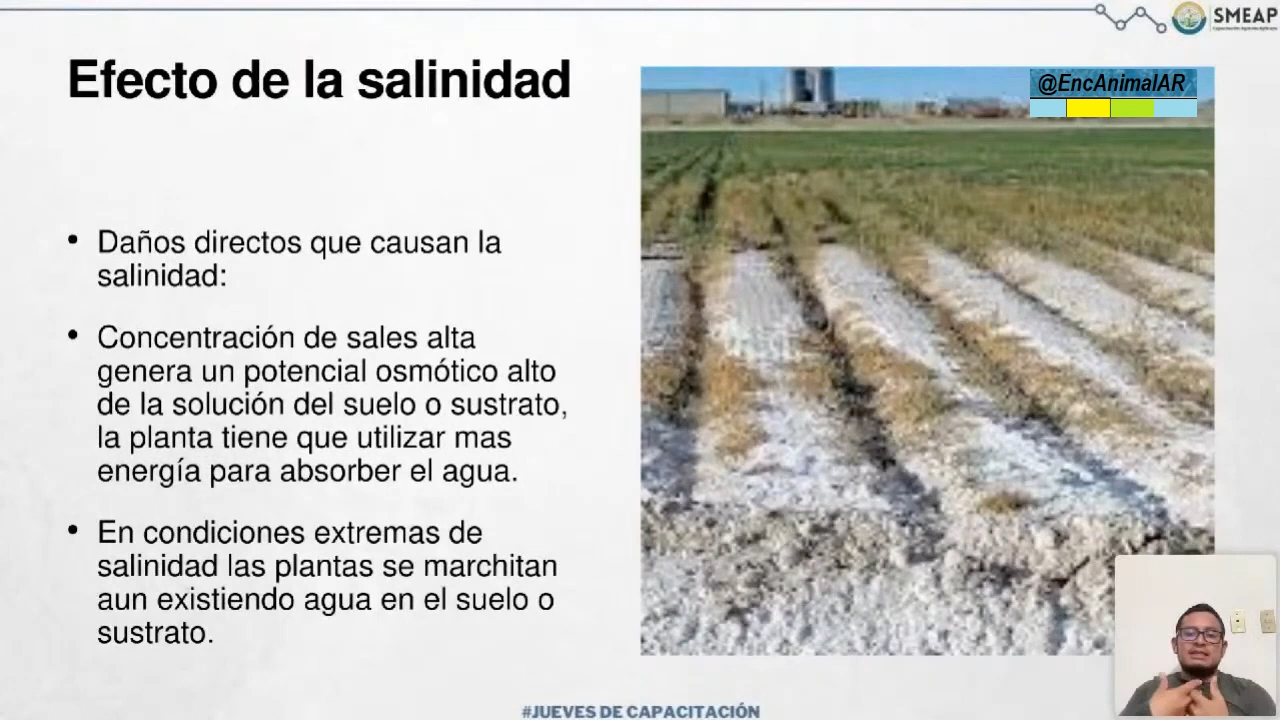 SMEAP
Efecto de la salinidad
@EncAnimalAR
• Daños directos que causan la
salinidad:
• Concentración de sales alta
genera un potencial osmótico alto
de la solución del suelo o sustrato,
la planta tiene que utilizar mas
energía para absorber el agua.
• En condiciones extremas de
salinidad las plantas se marchitan
aun existiendo agua en el suelo o
sustrato.
#JUEVES DE CAPACITACIÓN